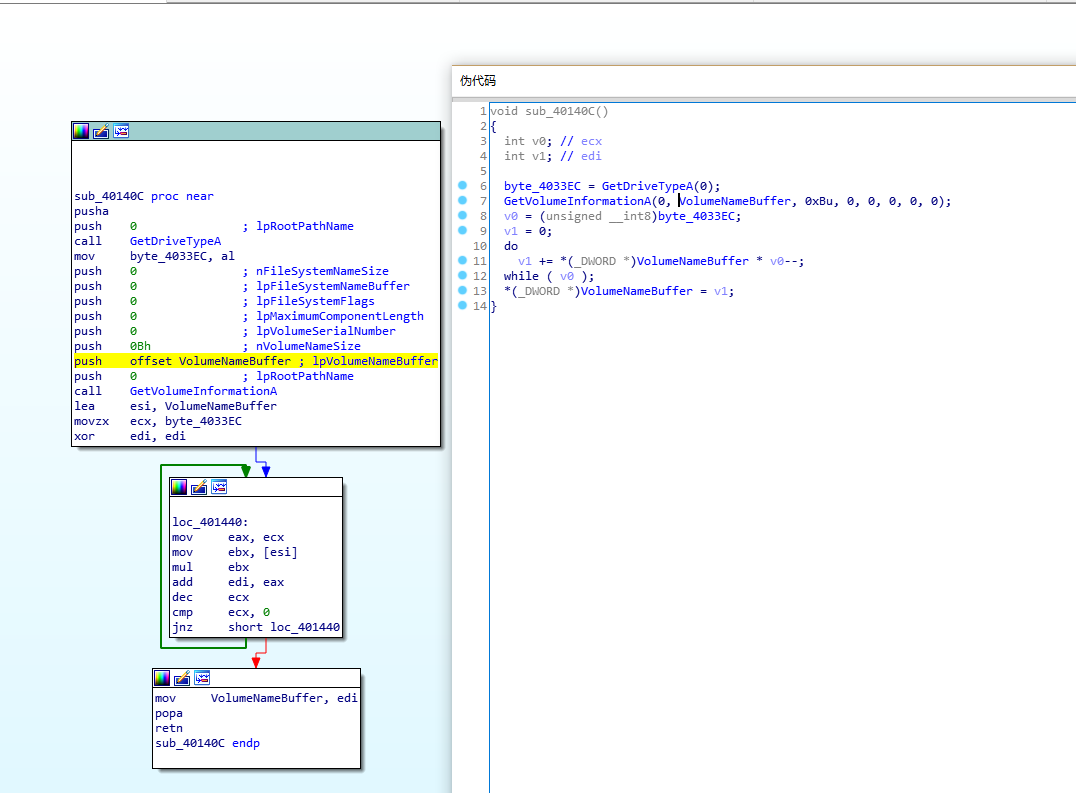 sub_40140C proc near
pusha
push 0 ; lpRootPathName
call GetDriveTypeA
mov byte_4033EC, al
push 0 ; nFileSystemNameSize
push 0 ; lpFileSystemNameBuffer
push 0 ; lpFileSystemFlags
push 0 ; lpMaximumComponentLength
push 0 ; lpVolumeSerialNumber
push 0Bh ; nVolumeNameSize
push offset VolumeNameBuffer ; lpVolumeNameBuffer
push 0 ; lpRootPathName
call GetVolumeInformationA
lea esi, VolumeNameBuffer
movzx ecx, byte_4033EC
xor edi, edi
loc_401440:
mov eax, ecx
mov ebx, [esi]
mul ebx
add edi, eax
dec ecx
cmp ecx, 0
jnz short loc_401440
mov VolumeNameBuffer, edi
popa
retn
sub_40140C endp
伪代码
1 void sub_40140C()
2 {
3 int v0; // ecx
4 int v1; // edi
5
6 byte_4033EC = GetDriveTypeA(0);
7 GetVolumeInformationA(0, VolumeNameBuffer, 0xBu, 0, 0, 0, 0, 0);
8 v0 = (unsigned __int8)byte_4033EC;
9 v1 = 0;
10 do
11 v1 += *(_DWORD *)VolumeNameBuffer * v0--;
12 while ( v0 );
13 *(_DWORD *)VolumeNameBuffer = v1;
14 }